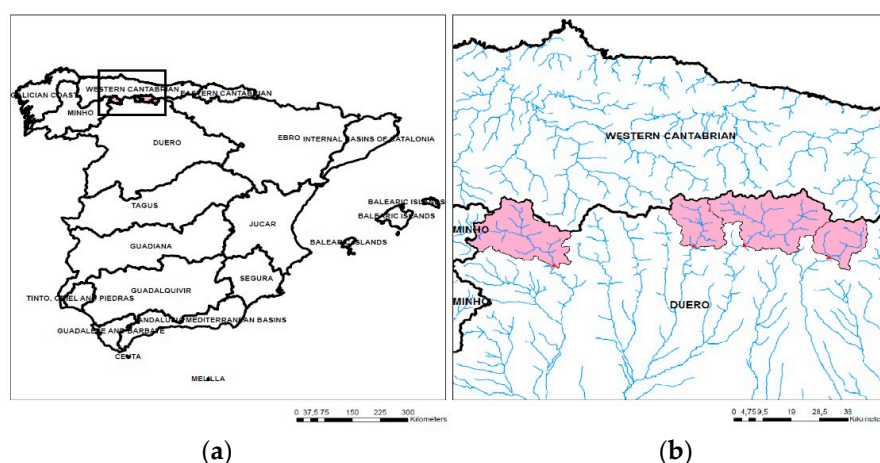 WESTERN CANTABRIAN
EASTERN CANTABRIAN
GALICIAN COAST
MINHO
DUERO
EBRO
INTERNAL BASINS OF CATALONIA
TAGUS
BALEARIC ISLANDS
BALEARIC ISLANDS
BALEARIC ISLANDS
JUCAR
GUADIANA
SEGURA
GUADALQUIVIR
TINTO, ODIEL AND PIEDRAS
ANDALUSIA MEDITERRANEAN BASINS
GUADALETE AND BARBATE
CEUTA
MELILLA
0 37,5 75 150 225 300
Kilometers
(a)
WESTERN CANTABRIAN
MINHO
MINHO
DUERO
0 4,75 9,5 19 28,5 38
Kilometers
(b)